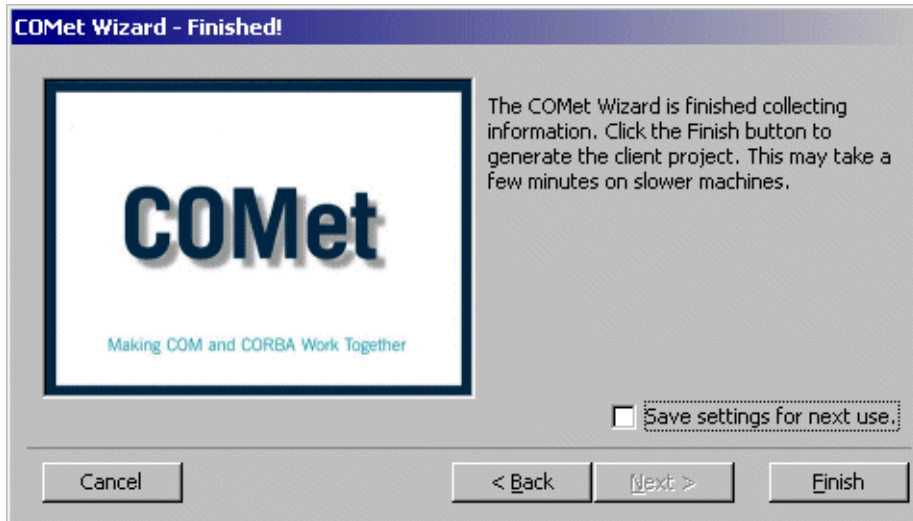 COMet Wizard - Finished!
COMet
Making COM and CORBA Work Together
The COMet Wizard is finished collecting
information. Click the Finish button to
generate the client project. This may take a
few minutes on slower machines.
Save settings for next use.
Cancel
< Back
Next >
Finish